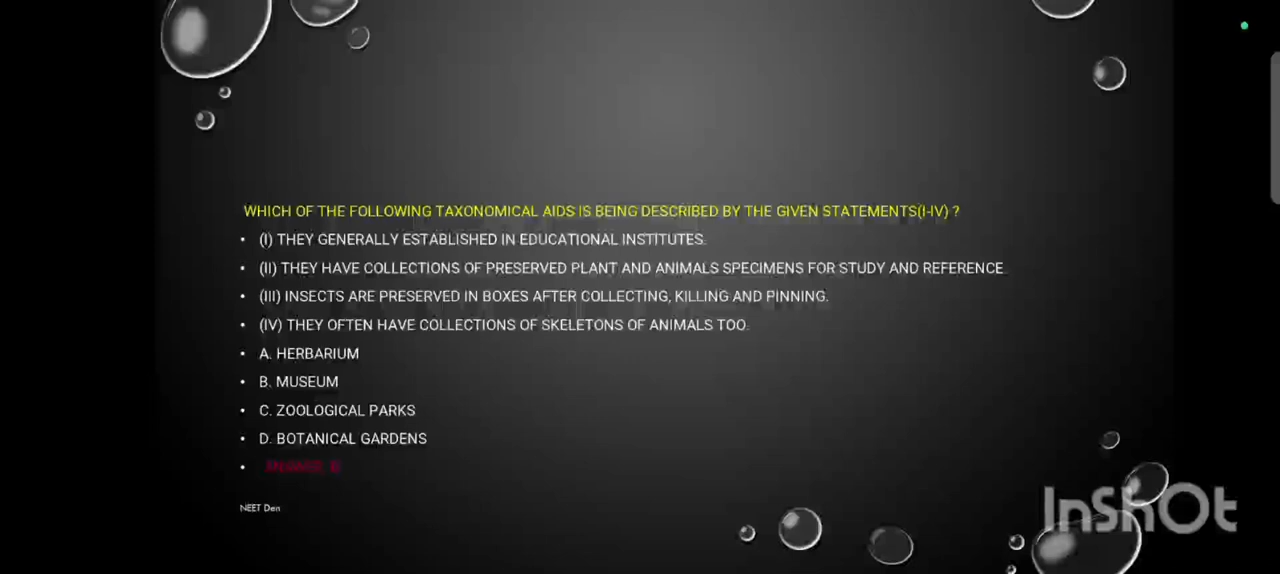 WHICH OF THE FOLLOWING TAXONOMICAL AIDS IS BEING DESCRIBED BY THE GIVEN STATEMENTS(I-IV) ?
• (I) THEY GENERALLY ESTABLISHED IN EDUCATIONAL INSTITUTES.
• (II) THEY HAVE COLLECTIONS OF PRESERVED PLANT AND ANIMALS SPECIMENS FOR STUDY AND REFERENCE.
• (III) INSECTS ARE PRESERVED IN BOXES AFTER COLLECTING, KILLING AND PINNING.
• (IV) THEY OFTEN HAVE COLLECTIONS OF SKELETONS OF ANIMALS TOO.
• A. HERBARIUM
• B. MUSEUM
• C. ZOOLOGICAL PARKS
• D. BOTANICAL GARDENS
•
NEET Den
InShOt